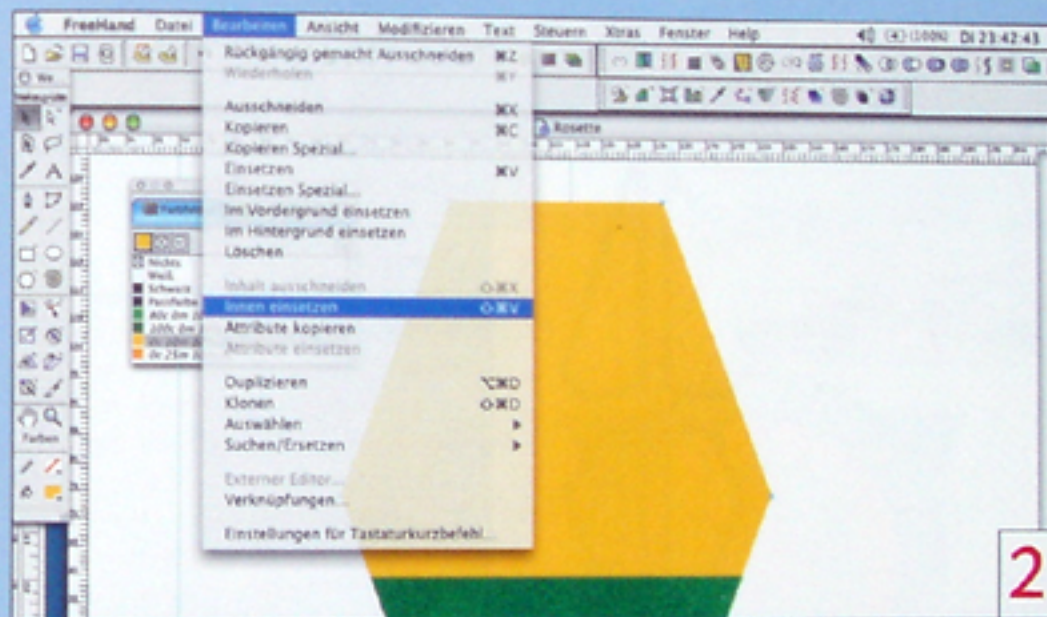 FreeHand Datei Bearbeiten Ansicht Modifizieren Text Steuern Xtras Fenster Help (100%) Di 23:42:43
Rückgängig gemacht Ausschneiden ⌘Z
Wiederholen ⌘Y
Ausschneiden ⌘X
Kopieren ⌘C
Kopieren Spezial...
Einsetzen ⌘V
Einsetzen Spezial...
Im Vordergrund einsetzen
Im Hintergrund einsetzen
Löschen
Inhalt ausschneiden ⇧⌘X
Innen einsetzen ⇧⌘V
Attribute kopieren
Attribute einsetzen
Duplizieren ⌥⌘D
Klonen ⇧⌘D
Auswählen
Suchen/Ersetzen
Externer Editor...
Verknüpfungen...
Einstellungen für Tastaturkurzbefehl...
Rosette
Nichts
Weiß
Schwarz
Passfarbe
Farben
2